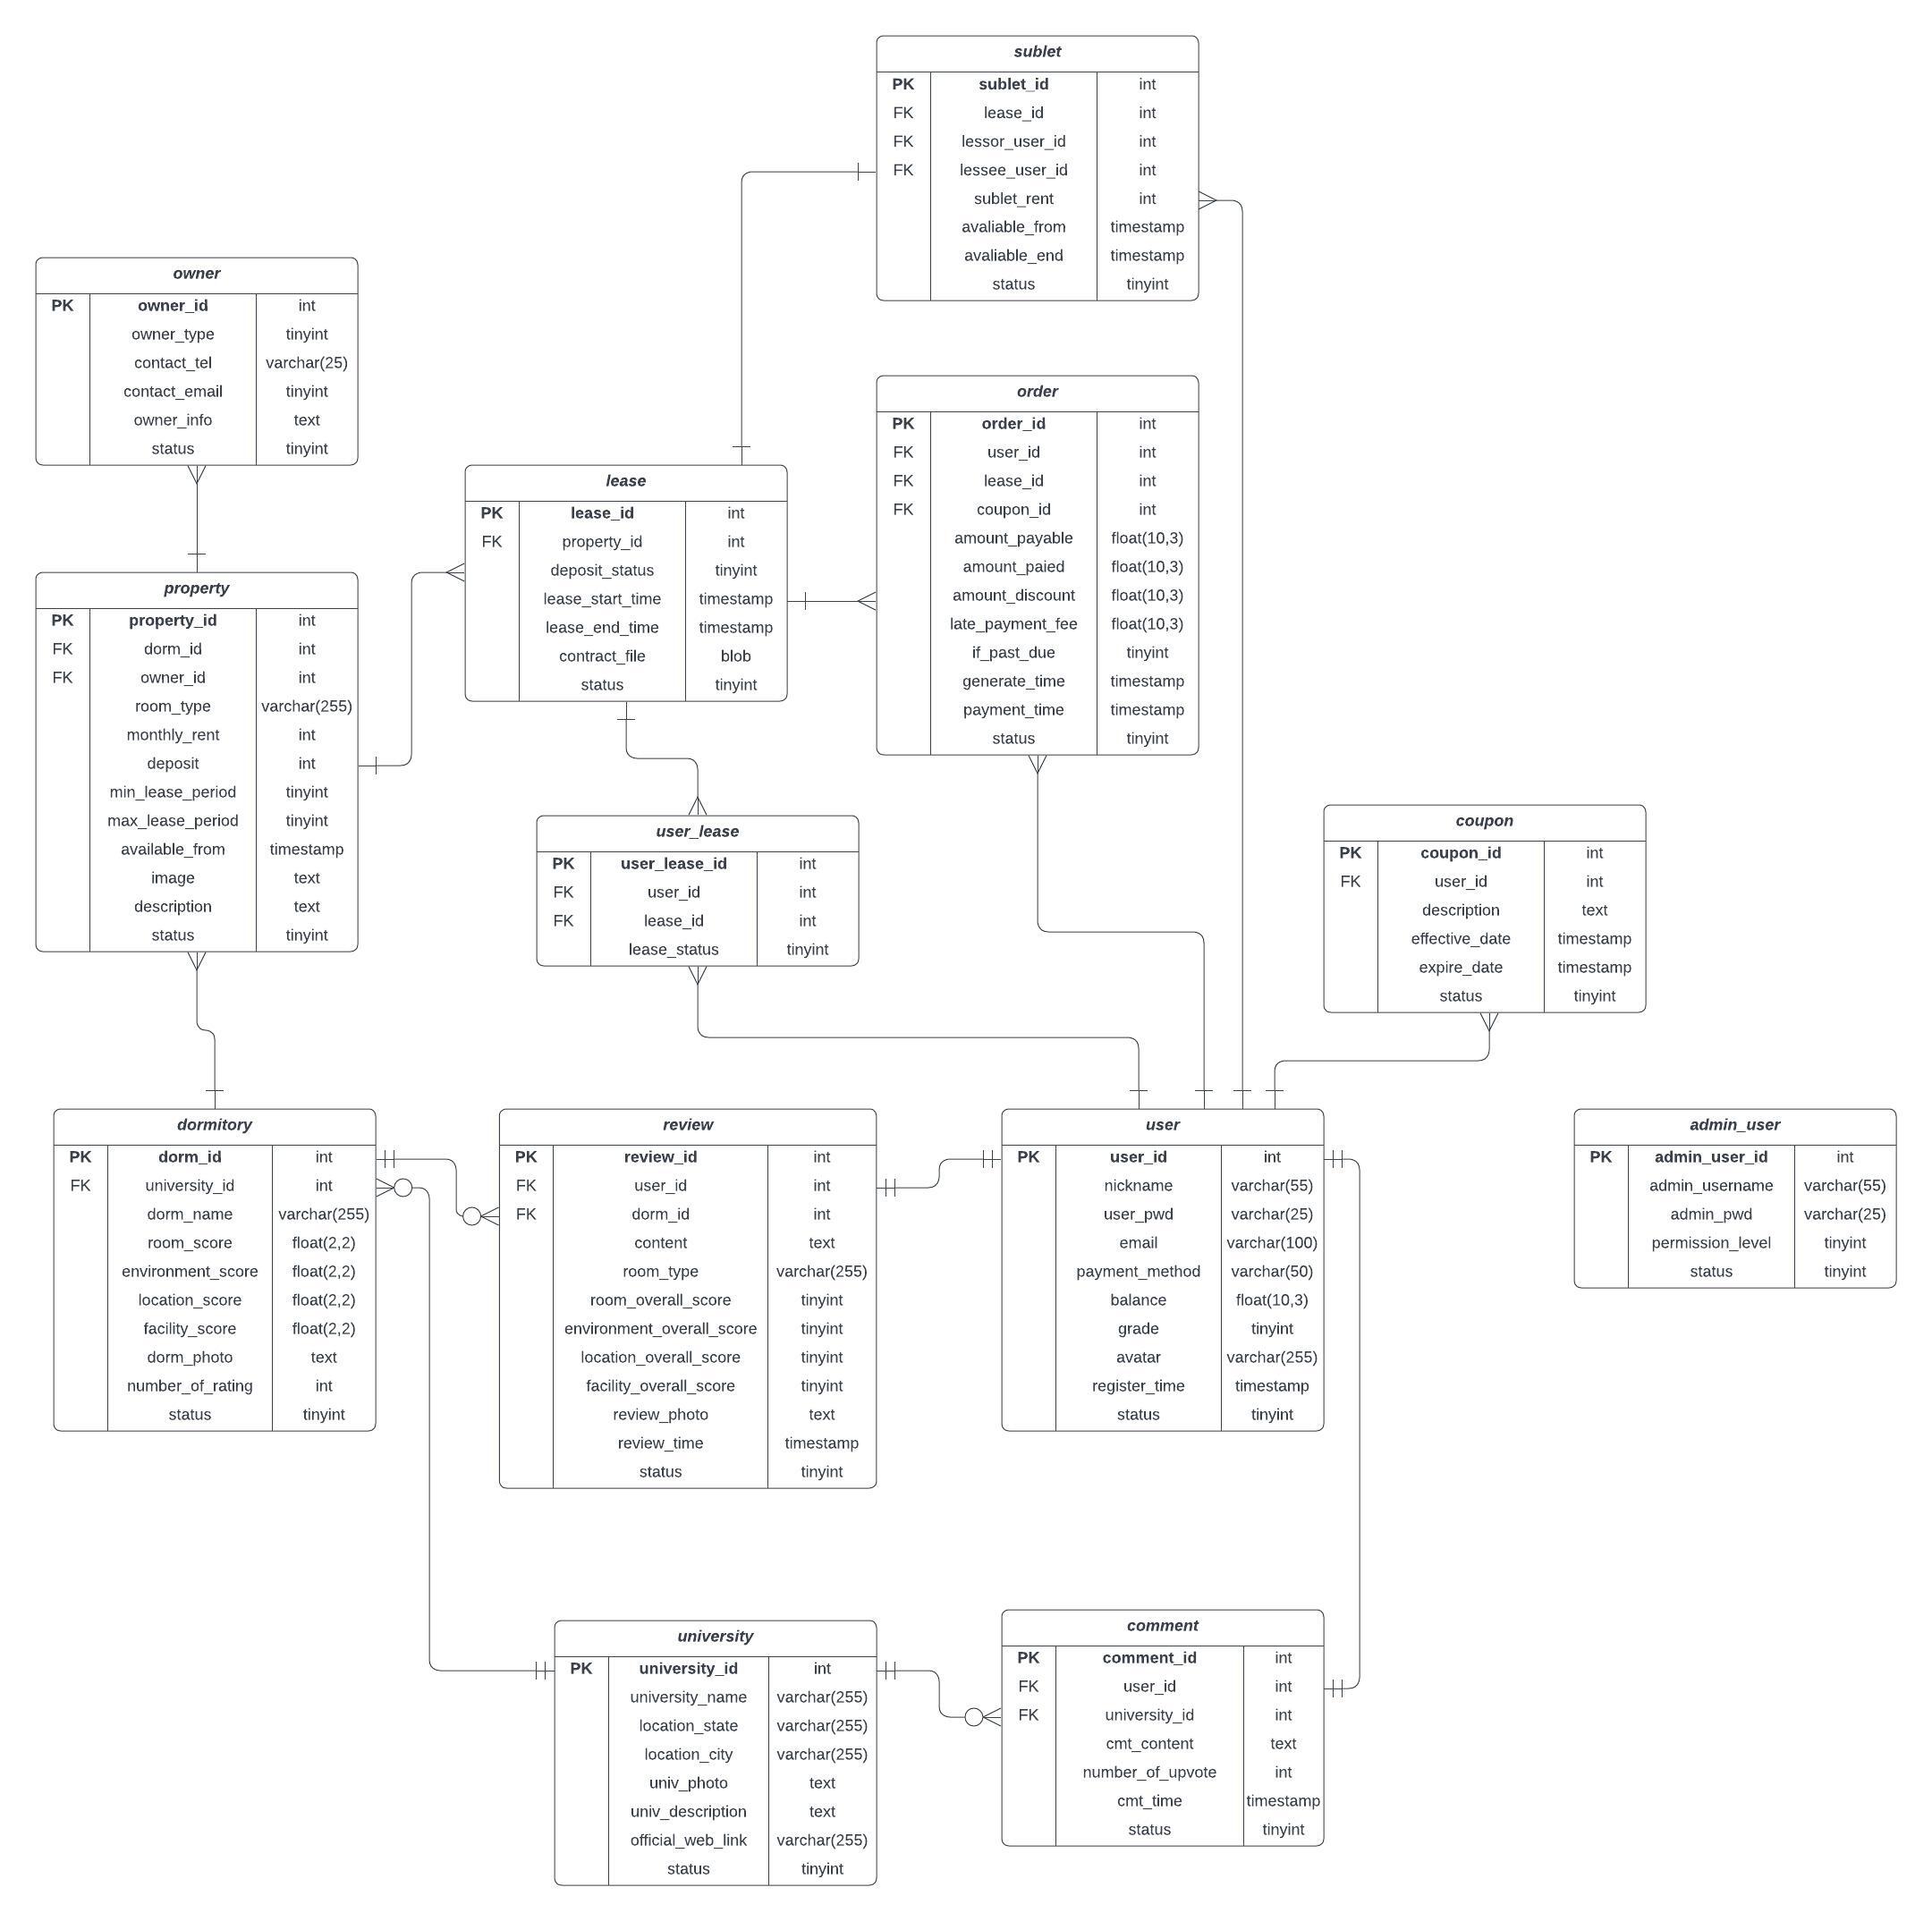 sublet
PK sublet_id int
FK lease_id int
FK lessor_user_id int
FK lessee_user_id int
sublet_rent int
avaliable_from timestamp
avaliable_end timestamp
status tinyint
owner
PK owner_id int
owner_type tinyint
contact_tel varchar(25)
contact_email tinyint
owner_info text
status tinyint
order
PK order_id int
FK user_id int
FK lease_id int
FK coupon_id int
amount_payable float(10,3)
amount_paied float(10,3)
amount_discount float(10,3)
late_payment_fee float(10,3)
if_past_due tinyint
generate_time timestamp
payment_time timestamp
status tinyint
lease
PK lease_id int
FK property_id int
deposit_status tinyint
lease_start_time timestamp
lease_end_time timestamp
contract_file blob
status tinyint
property
PK property_id int
FK dorm_id int
FK owner_id int
room_type varchar(255)
monthly_rent int
deposit int
min_lease_period tinyint
max_lease_period tinyint
available_from timestamp
image text
description text
status tinyint
user_lease
PK user_lease_id int
FK user_id int
FK lease_id int
lease_status tinyint
coupon
PK coupon_id int
FK user_id int
description text
effective_date timestamp
expire_date timestamp
status tinyint
dormitory
PK dorm_id int
FK university_id int
dorm_name varchar(255)
room_score float(2,2)
environment_score float(2,2)
location_score float(2,2)
facility_score float(2,2)
dorm_photo text
number_of_rating int
status tinyint
review
PK review_id int
FK user_id int
FK dorm_id int
content text
room_type varchar(255)
room_overall_score tinyint
environment_overall_score tinyint
location_overall_score tinyint
facility_overall_score tinyint
review_photo text
review_time timestamp
status tinyint
user
PK user_id int
nickname varchar(55)
user_pwd varchar(25)
email varchar(100)
payment_method varchar(50)
balance float(10,3)
grade tinyint
avatar varchar(255)
register_time timestamp
status tinyint
admin_user
PK admin_user_id int
admin_username varchar(55)
admin_pwd varchar(25)
permission_level tinyint
status tinyint
university
PK university_id int
university_name varchar(255)
location_state varchar(255)
location_city varchar(255)
univ_photo text
univ_description text
official_web_link varchar(255)
status tinyint
comment
PK comment_id int
FK user_id int
FK university_id int
cmt_content text
number_of_upvote int
cmt_time timestamp
status tinyint